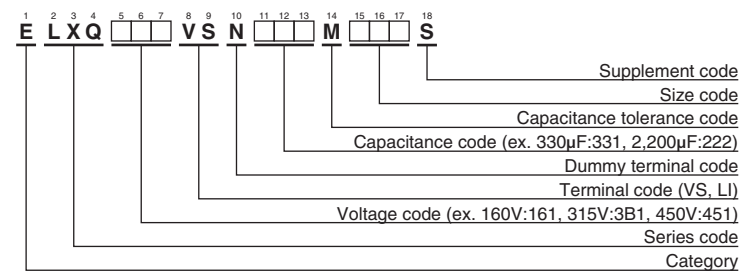 1 2 3 4 5 6 7 8 9 10 11 12 13 14 15 16 17 18
E LXQ □□□ VS N □□□ M □□□ S
Supplement code
Size code
Capacitance tolerance code
Capacitance code (ex. 330μF:331, 2,200μF:222)
Dummy terminal code
Terminal code (VS, LI)
Voltage code (ex. 160V:161, 315V:3B1, 450V:451)
Series code
Category